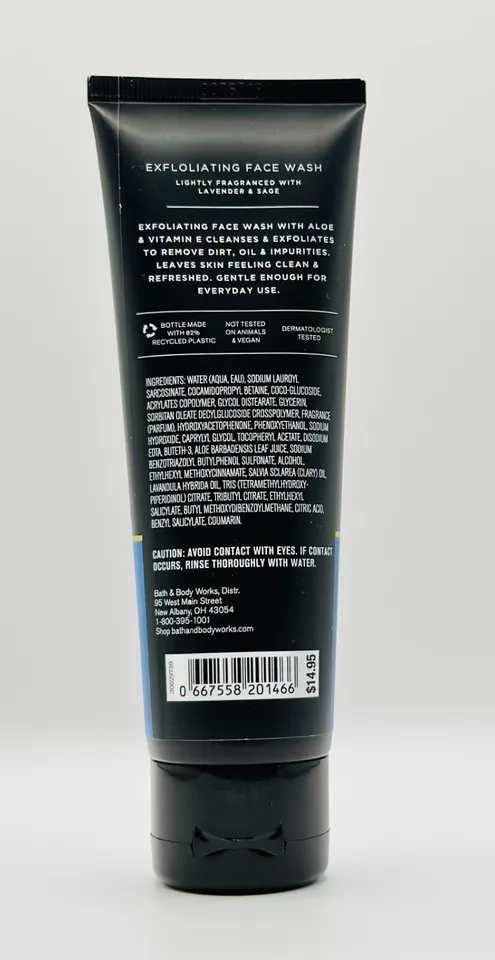 EXFLOLIATING FACE WASH
LIGHTLY FRAGRANCED WITH
LAVENDER & SAGE
EXFOLIATING FACE WASH WITH ALOE
& VITAMIN E CLEANSES & EXFOLIATES
TO REMOVE DIRT, OIL & IMPURITIES.
LEAVES SKIN FEELING CLEAN &
REFRESHED. GENTLE ENOUGH FOR
EVERYDAY USE.
BOTTLE MADE
WITH 82%
RECYCLED PLASTIC
NOT TESTED
ON ANIMALS
& VEGAN
DERMATOLOGIST
TESTED
INGREDIENTS: WATER (AQUA, EAU), SODIUM LAUROYL
SARCOSINATE, COCAMIDOPROPYL BETAINE, COCO-GLUCOSIDE,
ACRYLATES COPOLYMER, GLYCOL DISTEARATE, GLYCERIN,
SORBITAN OLEATE DECYLGLUCOSIDE CROSSPOLYMER, FRAGRANCE
(PARFUM), HYDROXYACETOPHENONE, PHENOXYETHANOL, SODIUM
HYDROXIDE, CAPRYLYL GLYCOL, TOCOPHERYL ACETATE, DISODIUM
EDTA, BUTETH-3, ALOE BARBADENSIS LEAF JUICE, SODIUM
BENZOTRIAZOLYL BUTYLPHENOL SULFONATE, ALCOHOL,
ETHYLHEXYL METHOXYCINNAMATE, SALVIA SCLAREA (CLARY) OIL,
LAVANDULA HYBRIDA OIL, TRIS (TETRAMETHYLHYDROXY-
PIPERIDINOL) CITRATE, TRIBUTYL CITRATE, ETHYLHEXYL
SALICYLATE, BUTYL METHOXYDIBENZOYLMETHANE, CITRIC ACID,
BENZYL SALICYLATE, COUMARIN.
CAUTION: AVOID CONTACT WITH EYES. IF CONTACT
OCCURS, RINSE THOROUGHLY WITH WATER.
Bath & Body Works, Distr.
95 West Main Street
New Albany, OH 43054
1-800-395-1001
Shop bathandbodyworks.com
0 667558 201466
$14.95